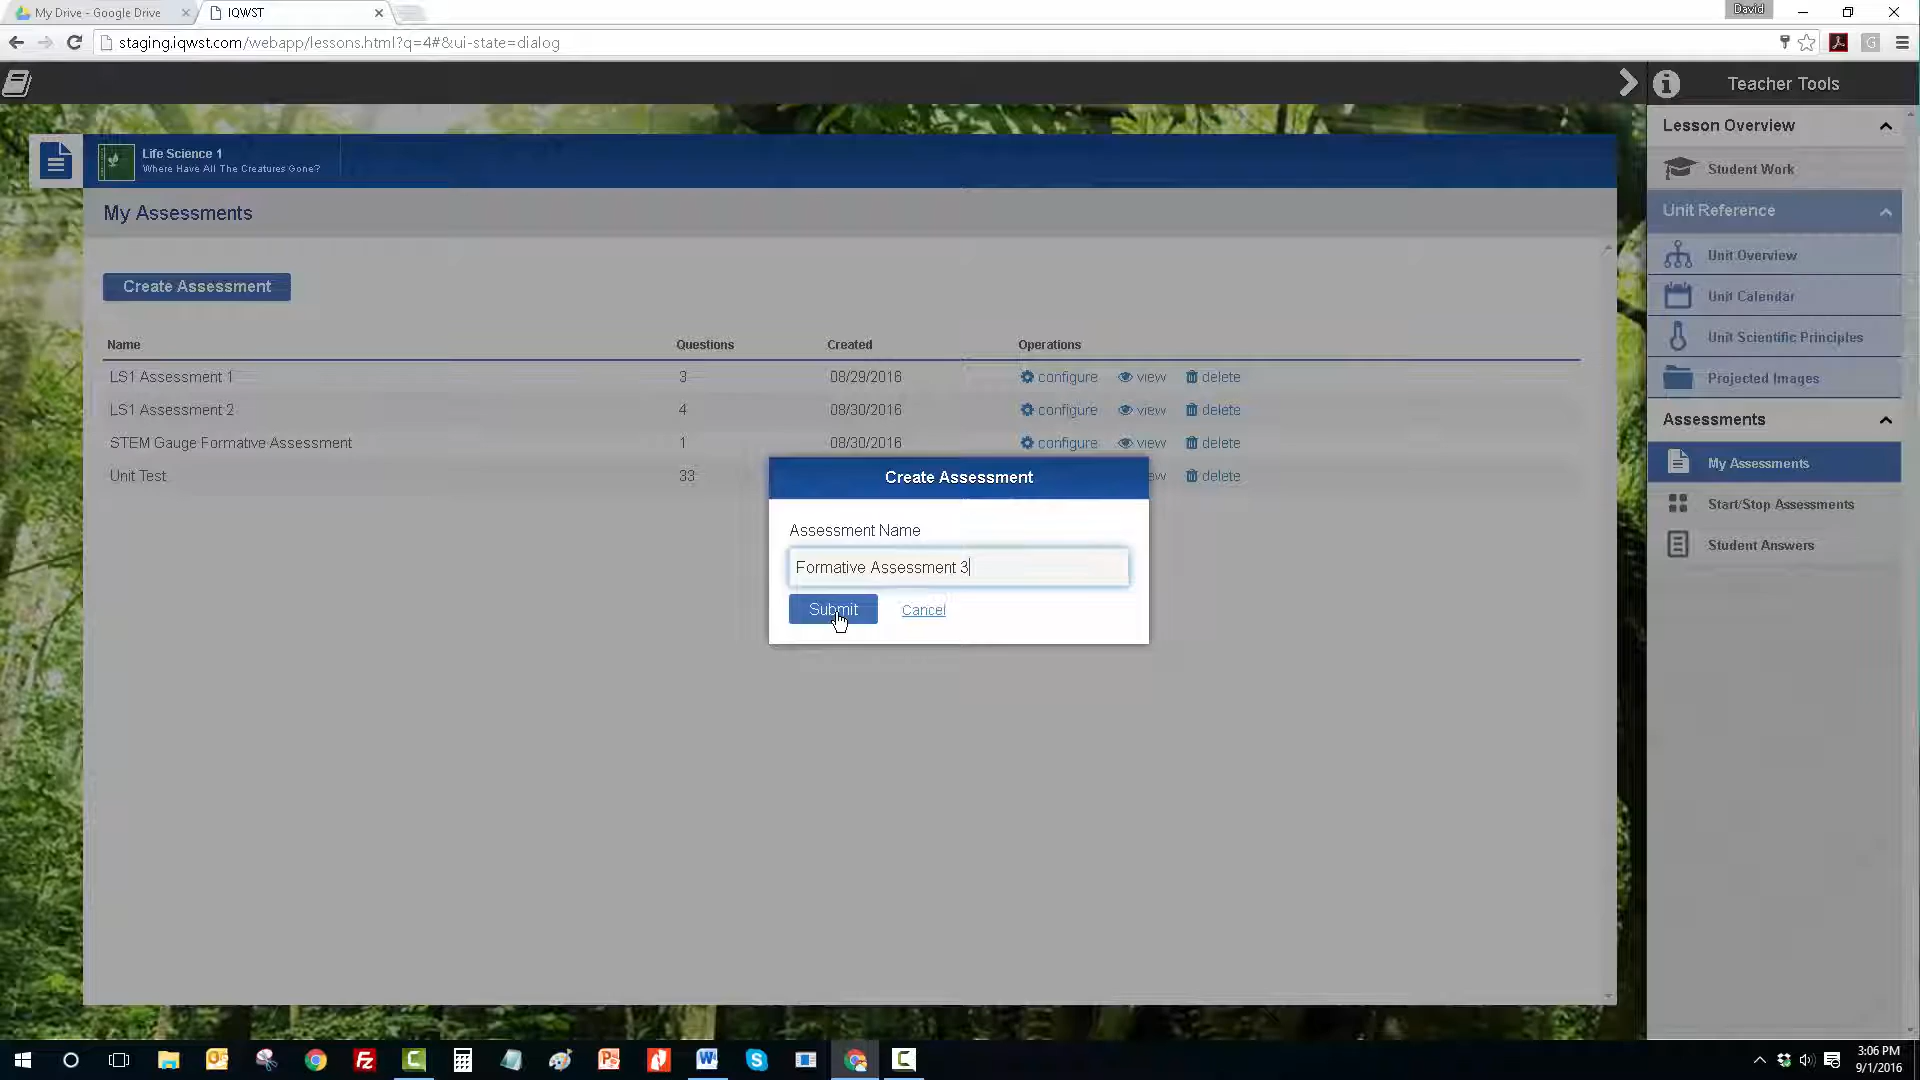 My Drive - Google Drive
IQWST
David
staging.iqwst.com/webapp/lessons.html?q=4#&ui-state=dialog
Teacher Tools
Lesson Overview
Student Work
Unit Reference
Unit Overview
Unit Calendar
Unit Scientific Principles
Projected Images
Assessments
My Assessments
Start/Stop Assessments
Student Answers
Life Science 1
Where Have All The Creatures Gone?
My Assessments
Create Assessment
Name Questions Created Operations
LS1 Assessment 1 3 08/29/2016 configure view delete
LS1 Assessment 2 4 08/30/2016 configure view delete
STEM Gauge Formative Assessment 1 08/30/2016 configure view delete
Unit Test 33 ew delete
Create Assessment
Assessment Name
Formative Assessment 3
Submit Cancel
3:06 PM
9/1/2016